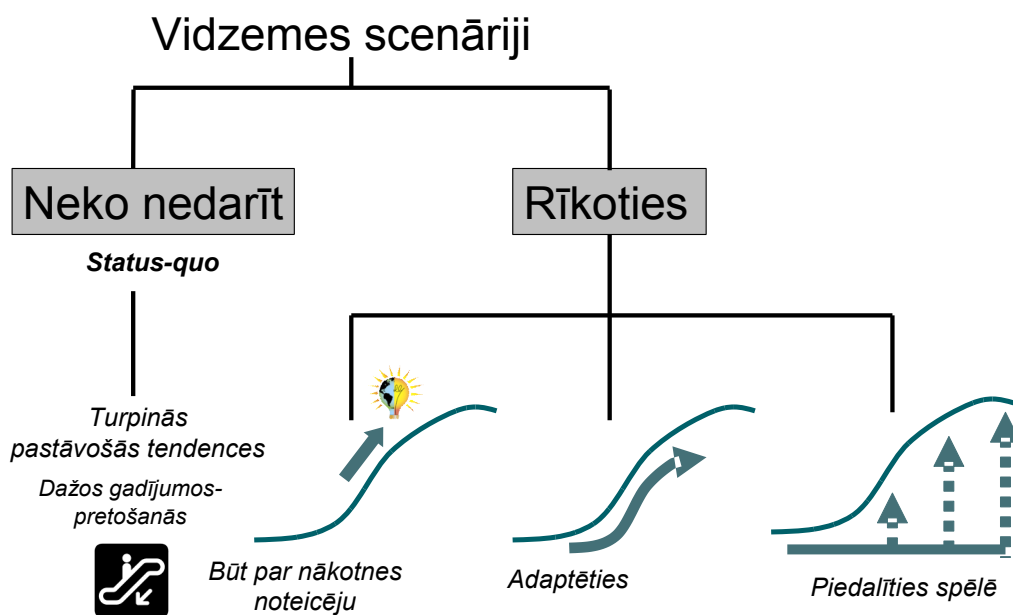 Vidzemes scenāriji
Neko nedarīt
Rīkoties
Status-quo
Turpinās
pastāvošās tendences
Dažos gadījumos-
pretošanās
Būt par nākotnes
noteicēju
Adaptēties
Piedalīties spēlē